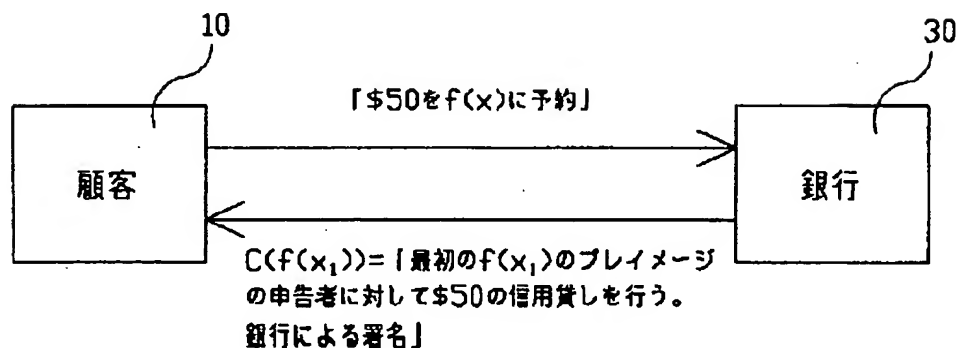 10
30
「$50をf(x)に予約」
顧客
銀行
C(f(x₁))=「最初のf(x₁)のプレイメージ
の申告者に対して$50の信用貸しを行う。
銀行による署名」